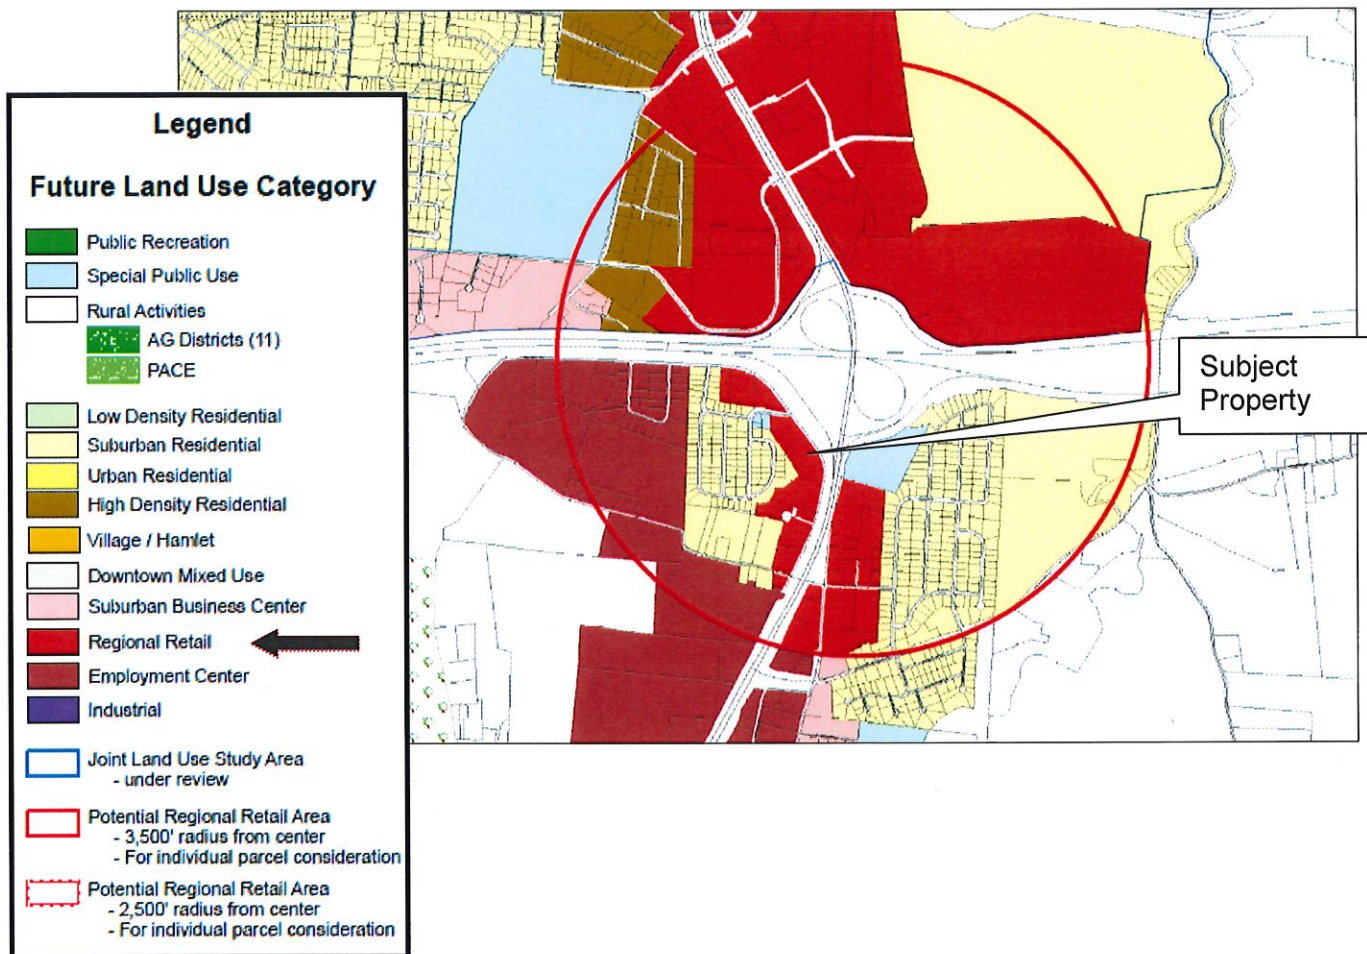 Legend
Future Land Use Category
Public Recreation
Special Public Use
Rural Activities
AG Districts (11)
PACE
Low Density Residential
Suburban Residential
Urban Residential
High Density Residential
Village / Hamlet
Downtown Mixed Use
Suburban Business Center
Regional Retail
Employment Center
Industrial
Joint Land Use Study Area
- under review
Potential Regional Retail Area
- 3,500' radius from center
- For individual parcel consideration
Potential Regional Retail Area
- 2,500' radius from center
- For individual parcel consideration
Subject
Property